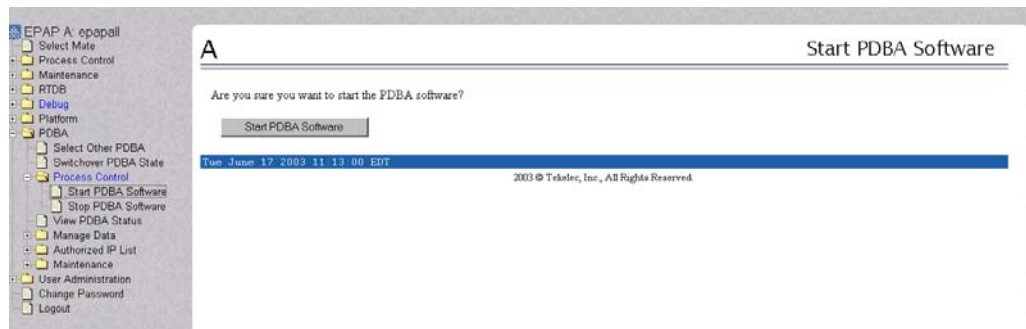 EPAP A: epapall
Select Mate
Process Control
Maintenance
RTDB
Debug
Platform
PDBA
Select Other PDBA
Switchover PDBA State
Process Control
Start PDBA Software
Stop PDBA Software
View PDBA Status
Manage Data
Authorized IP List
Maintenance
User Administration
Change Password
Logout
A
Start PDBA Software
Are you sure you want to start the PDBA software?
Start PDBA Software
Tue June 17 2003 11:13:00 EDT
2003 © Tekelec, Inc., All Rights Reserved.